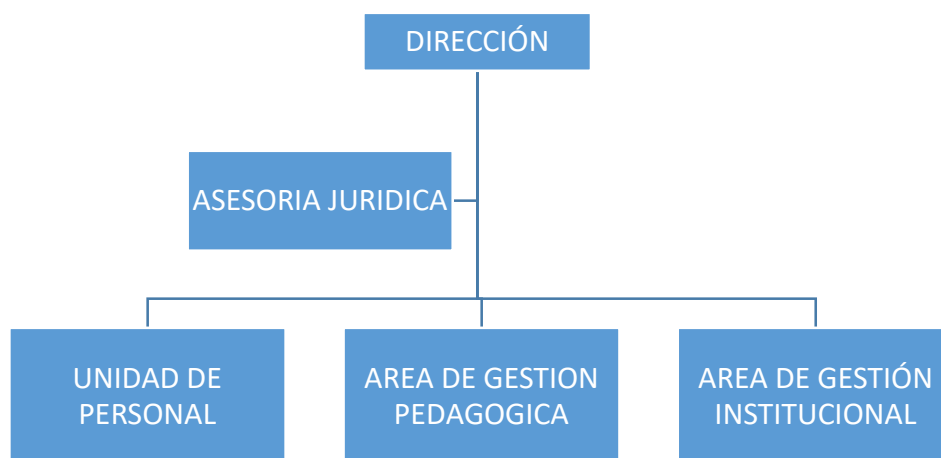 DIRECCIÓN
ASESORIA JURIDICA
UNIDAD DE
PERSONAL
AREA DE GESTION
PEDAGOGICA
AREA DE GESTIÓN
INSTITUCIONAL